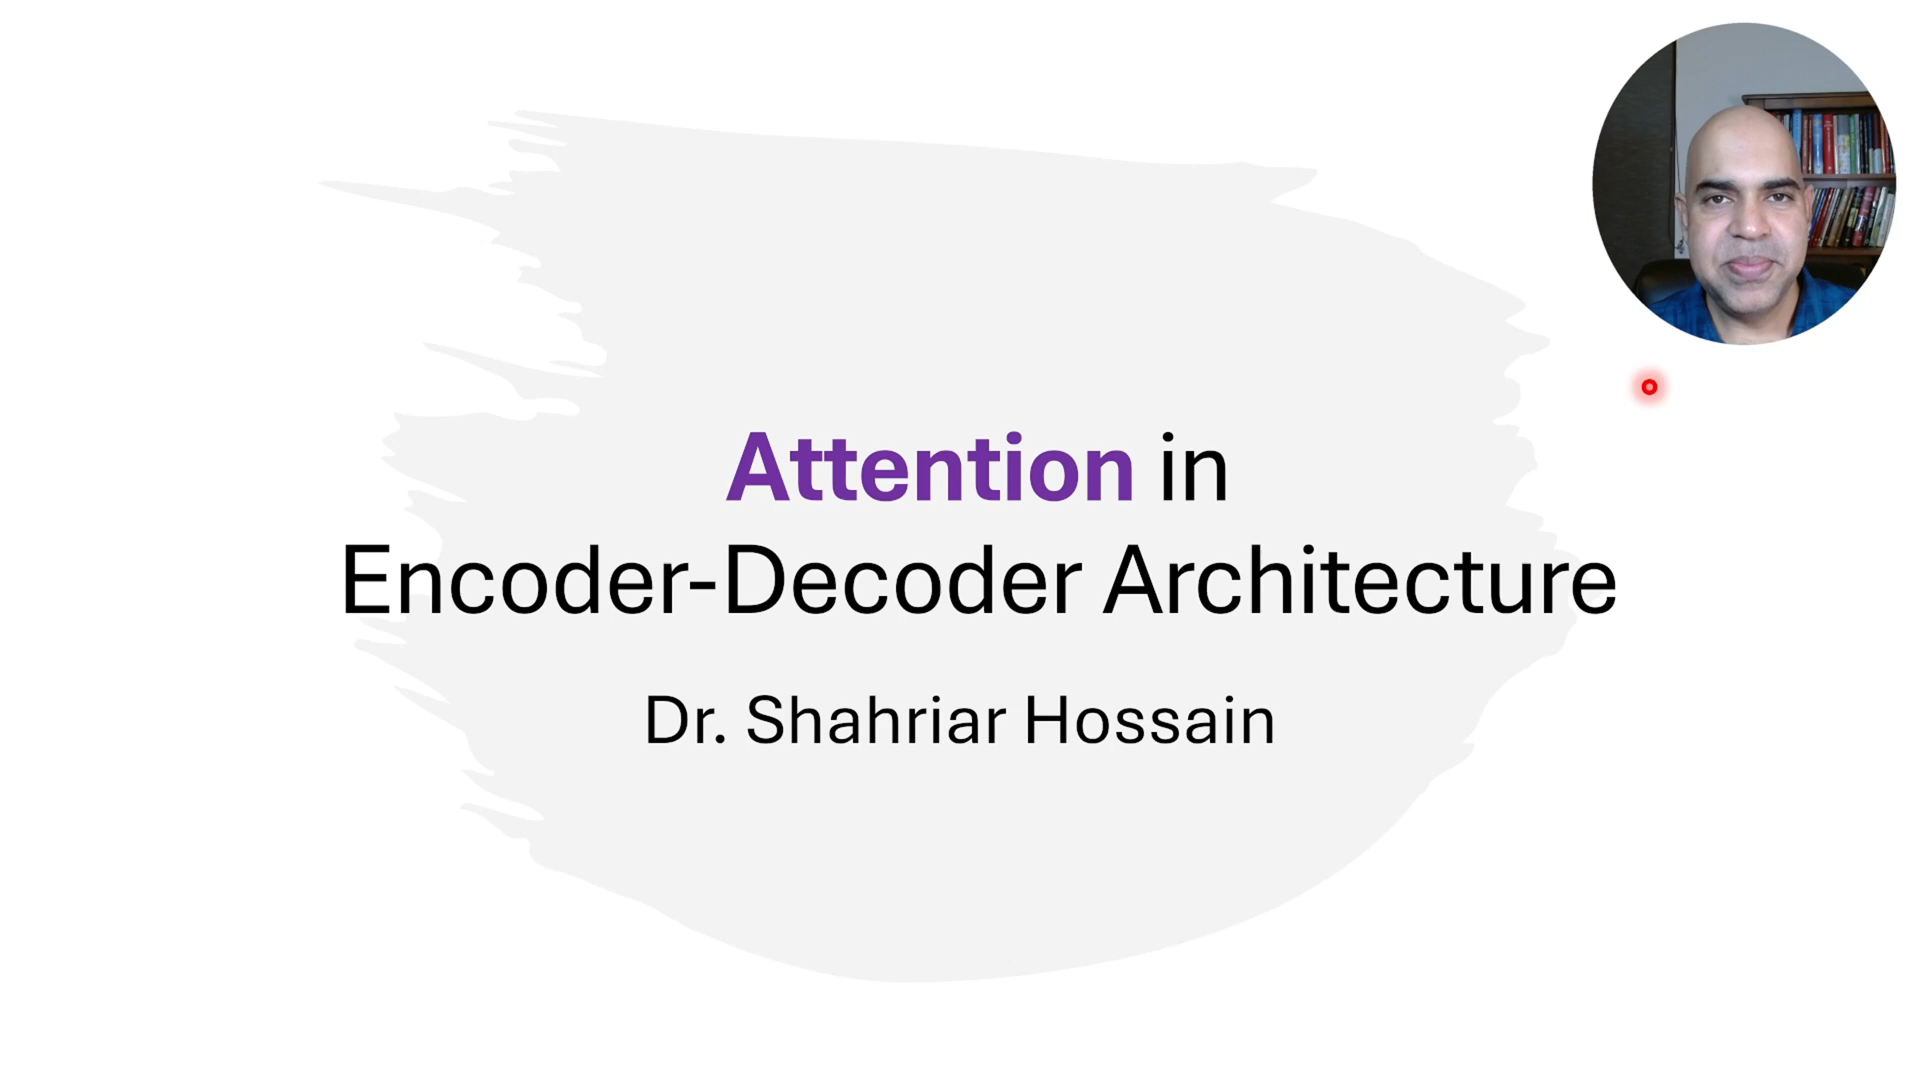 Attention in
Encoder-Decoder Architecture
Dr. Shahriar Hossain